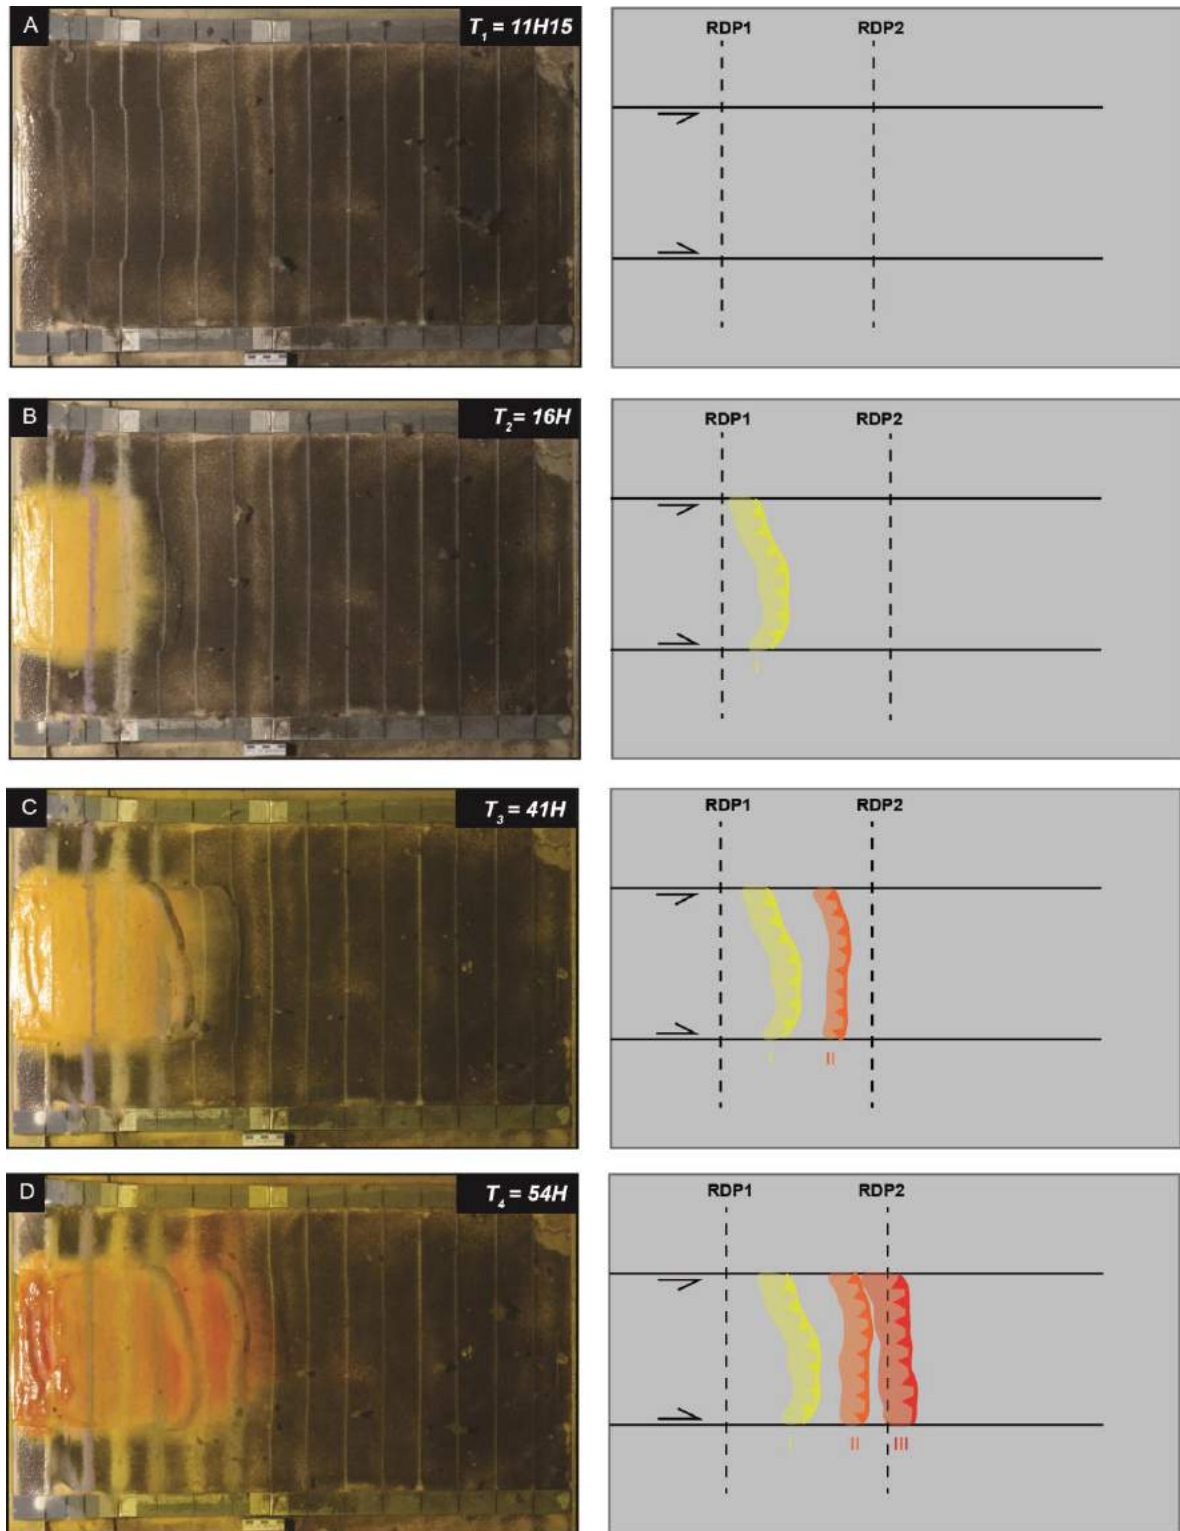 A
T1 = 11H15
RDP1
RDP2
B
T2 = 16H
RDP1
RDP2
I
C
T3 = 41H
RDP1
RDP2
I
II
D
T4 = 54H
RDP1
RDP2
I
II
III